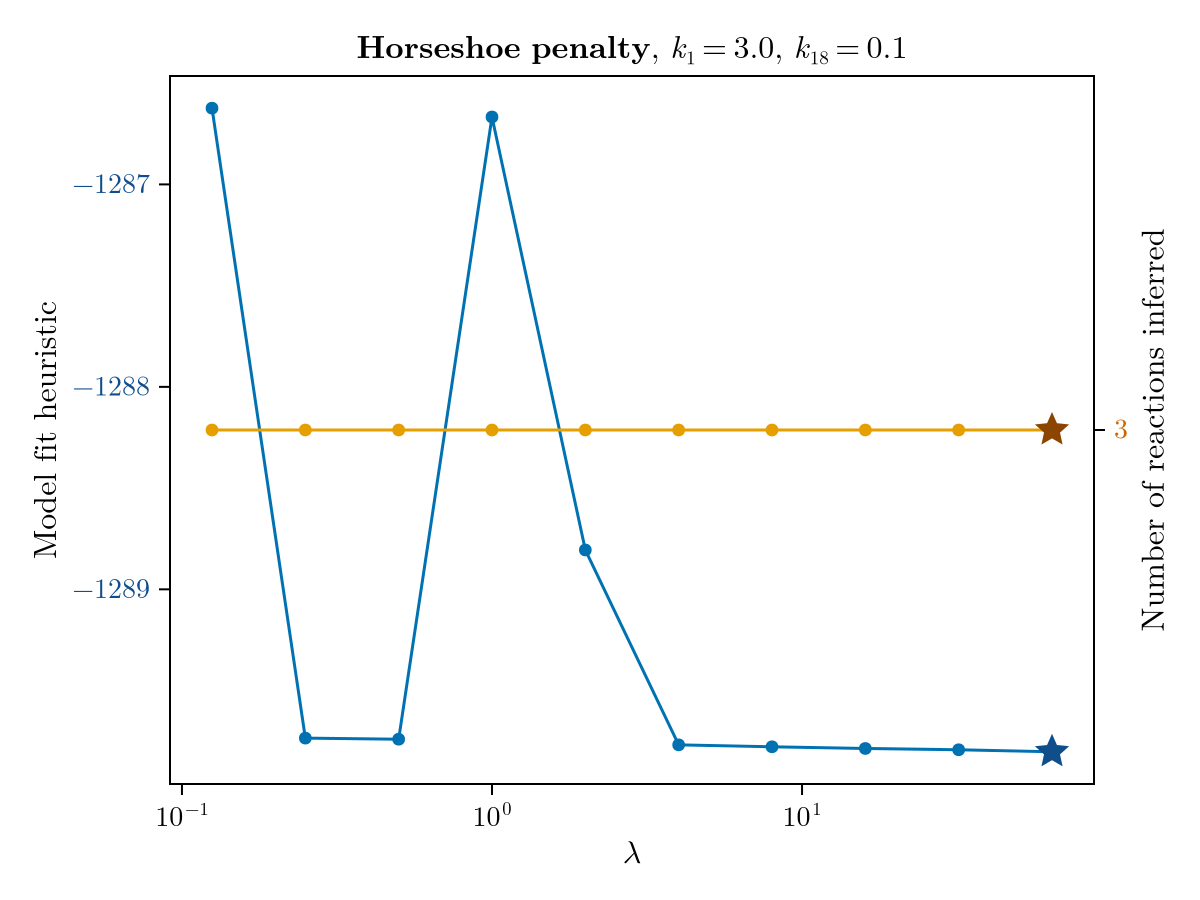 Horseshoe penalty, k₁ = 3.0, k₁₈ = 0.1
Model fit heuristic
−1287
−1288
−1289
10⁻¹
10⁰
10¹
λ
3
Number of reactions inferred